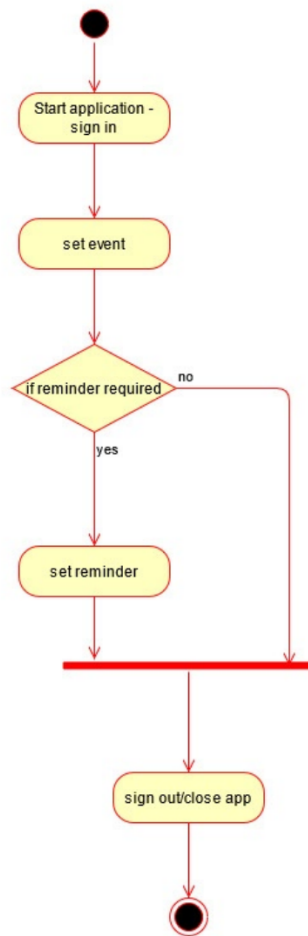 Start application -
sign in
set event
if reminder required
no
yes
set reminder
sign out/close app